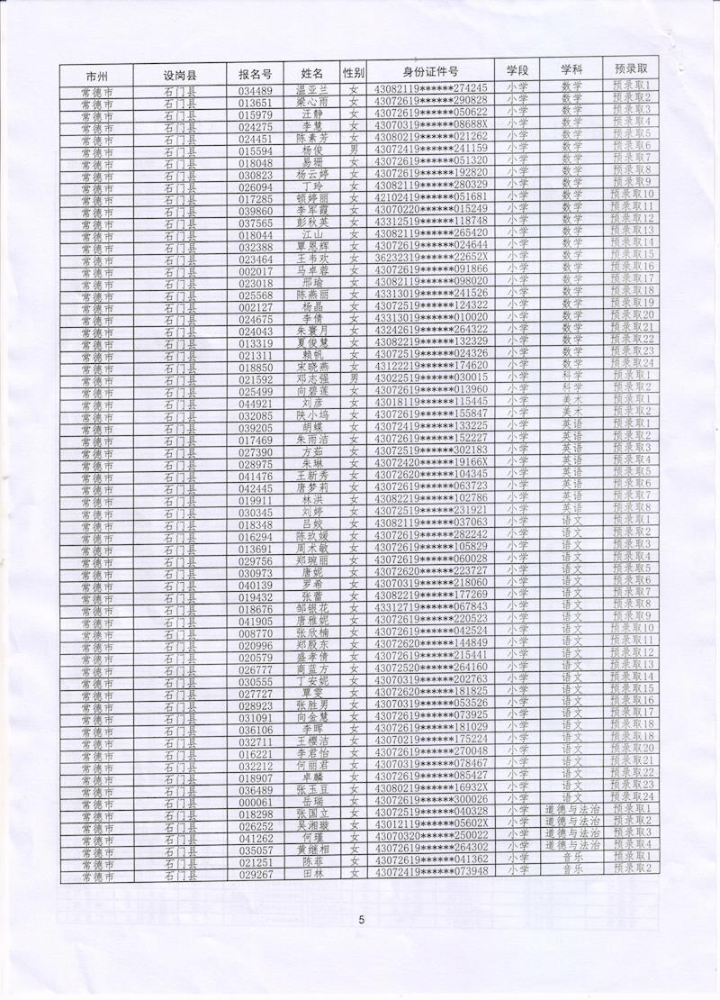 市州 设岗县 报名号 姓名 性别 身份证件号 学段 学科 预录取
常德市 石门县 034489 温亚兰 女 43082119******274245 小学 数学 预录取1
常德市 石门县 013651 梁心雨 女 43072619******290828 小学 数学 预录取2
常德市 石门县 015979 汪静 女 43072619******050622 小学 数学 预录取3
常德市 石门县 024275 李慧 女 43070319******08688X 小学 数学 预录取4
常德市 石门县 024451 陈素芳 女 43080219******021262 小学 数学 预录取5
常德市 石门县 015594 杨俊 男 43072419******241159 小学 数学 预录取6
常德市 石门县 018048 易珊 女 43072619******051320 小学 数学 预录取7
常德市 石门县 030823 杨云婷 女 43072619******192820 小学 数学 预录取8
常德市 石门县 026094 丁玲 女 43082119******280329 小学 数学 预录取9
常德市 石门县 017285 顿婷丽 女 42102419******051681 小学 数学 预录取10
常德市 石门县 039860 李军霞 女 43070220******015249 小学 数学 预录取11
常德市 石门县 037565 彭秋英 女 43312519******118748 小学 数学 预录取12
常德市 石门县 018044 江山 女 43082119******265420 小学 数学 预录取13
常德市 石门县 032388 覃恩辉 女 43072619******024644 小学 数学 预录取14
常德市 石门县 023464 王韦欢 女 36232319******22652X 小学 数学 预录取15
常德市 石门县 002017 马卓蓉 女 43072619******091866 小学 数学 预录取16
常德市 石门县 023018 邢瑜 女 43082119******098020 小学 数学 预录取17
常德市 石门县 025568 陈燕丽 女 43313019******241526 小学 数学 预录取18
常德市 石门县 002127 杨晶 女 43072519******124322 小学 数学 预录取19
常德市 石门县 024675 李倩 女 43313019******010020 小学 数学 预录取20
常德市 石门县 024043 朱寰月 女 43242619******264322 小学 数学 预录取21
常德市 石门县 013319 夏俊慧 女 43082219******132329 小学 数学 预录取22
常德市 石门县 021311 赖帆 女 43072519******024326 小学 数学 预录取23
常德市 石门县 018850 宋晓燕 女 43122219******174620 小学 数学 预录取24
常德市 石门县 021592 邓志强 男 43022519******030015 小学 科学 预录取1
常德市 石门县 025499 向碧莲 女 43072619******013960 小学 科学 预录取2
常德市 石门县 044921 刘彦 女 43018119******115445 小学 美术 预录取1
常德市 石门县 032085 陕小坞 女 43072619******155847 小学 美术 预录取2
常德市 石门县 039205 胡蝶 女 43072419******133225 小学 英语 预录取1
常德市 石门县 017469 朱雨洁 女 43072619******152227 小学 英语 预录取2
常德市 石门县 027390 方茹 女 43072519******302183 小学 英语 预录取3
常德市 石门县 028975 朱琳 女 43072420******19166X 小学 英语 预录取4
常德市 石门县 041476 王新秀 女 43072620******104345 小学 英语 预录取5
常德市 石门县 042445 唐梦莉 女 43072619******063723 小学 英语 预录取6
常德市 石门县 019911 林洪 女 43082219******102786 小学 英语 预录取7
常德市 石门县 030345 刘婷 女 43072519******231921 小学 英语 预录取8
常德市 石门县 018348 吕姣 女 43082119******037063 小学 语文 预录取1
常德市 石门县 016294 陈玖嫒 女 43072619******282242 小学 语文 预录取2
常德市 石门县 013691 周术敏 女 43072619******105829 小学 语文 预录取3
常德市 石门县 029756 郑琬丽 女 43072619******060028 小学 语文 预录取4
常德市 石门县 030973 唐妮 女 43072620******223727 小学 语文 预录取5
常德市 石门县 040139 罗希 女 43070319******218060 小学 语文 预录取6
常德市 石门县 019432 张蕾 女 43082219******177269 小学 语文 预录取7
常德市 石门县 018676 邹银花 女 43312719******067843 小学 语文 预录取8
常德市 石门县 041905 唐雅妮 女 43072619******220523 小学 语文 预录取9
常德市 石门县 008770 张欣楠 女 43072619******042524 小学 语文 预录取10
常德市 石门县 020996 郑股东 女 43072620******144849 小学 语文 预录取11
常德市 石门县 020579 盛孝倩 女 43072619******215441 小学 语文 预录取12
常德市 石门县 026777 商蓝方 女 43072520******264160 小学 语文 预录取13
常德市 石门县 030555 丁安妮 女 43070319******202763 小学 语文 预录取14
常德市 石门县 027727 覃雯 女 43072620******181825 小学 语文 预录取15
常德市 石门县 028923 张胜男 女 43070319******053526 小学 语文 预录取16
常德市 石门县 031091 向金慧 女 43072619******073925 小学 语文 预录取17
常德市 石门县 036106 李晖 女 43072619******181029 小学 语文 预录取18
常德市 石门县 032711 王樱洁 女 43070219******175224 小学 语文 预录取18
常德市 石门县 016221 李君怡 女 43072619******270048 小学 语文 预录取20
常德市 石门县 032212 何丽君 女 43070319******078467 小学 语文 预录取21
常德市 石门县 018907 卓麟 女 43072619******085427 小学 语文 预录取22
常德市 石门县 036489 张玉豆 女 43080219******16932X 小学 语文 预录取23
常德市 石门县 000061 岳瑞 女 43072619******300026 小学 语文 预录取24
常德市 石门县 018298 张国立 女 43072519******040328 小学 道德与法治 预录取1
常德市 石门县 026252 吴湘璇 女 43012119******05602X 小学 道德与法治 预录取2
常德市 石门县 041262 何瑾 女 43070320******250022 小学 道德与法治 预录取3
常德市 石门县 035057 黄继相 女 43072619******264302 小学 道德与法治 预录取4
常德市 石门县 021251 陈菲 女 43072619******041362 小学 音乐 预录取1
常德市 石门县 029267 田林 女 43072419******073948 小学 音乐 预录取2
5